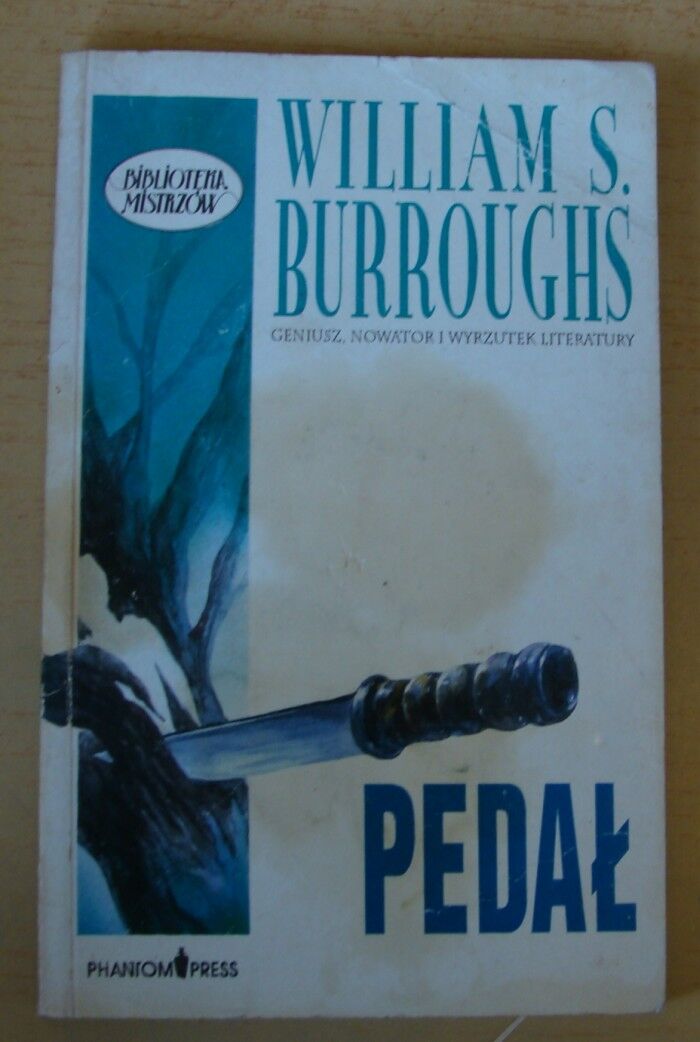 BIBLIOTEKA
MISTRZÓW
WILLIAM S.
BURROUGHS
GENIUSZ, NOWATOR I WYRZUTEK LITERATURY
PEDAŁ
PHANTOM PRESS